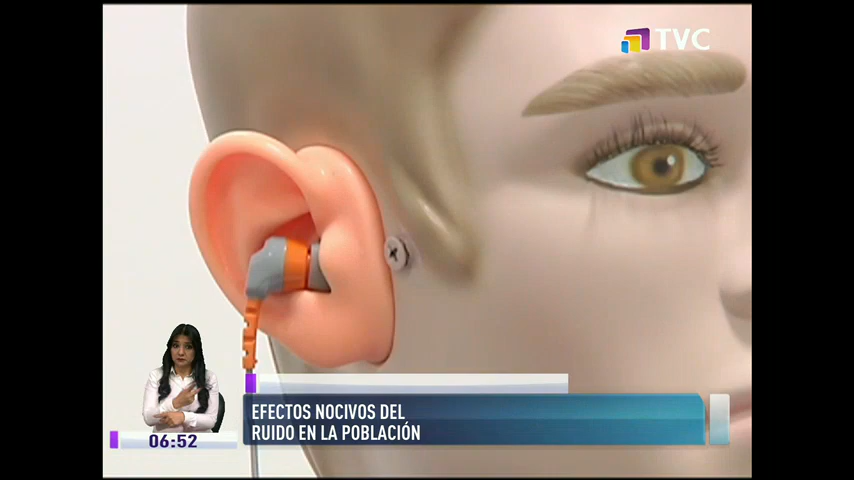 TVC
EFECTOS NOCIVOS DEL
RUIDO EN LA POBLACIÓN
06:52